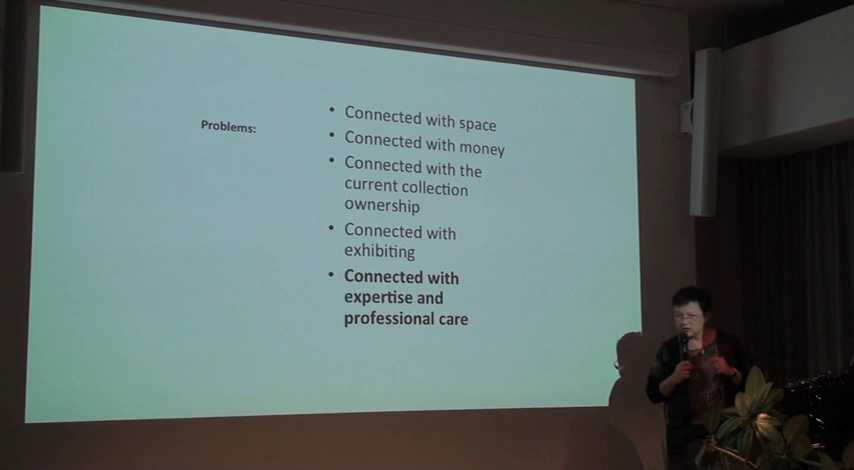 Problems:
• Connected with space
• Connected with money
• Connected with the
current collection
ownership
• Connected with
exhibiting
• Connected with
expertise and
professional care